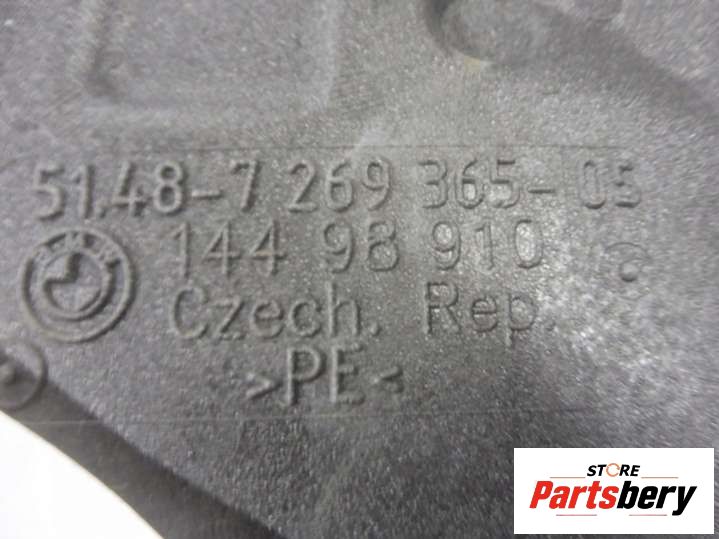 51.48-7 269 365-05
144 98 910
Czech. Rep.
>PE<
STORE
Partsbery